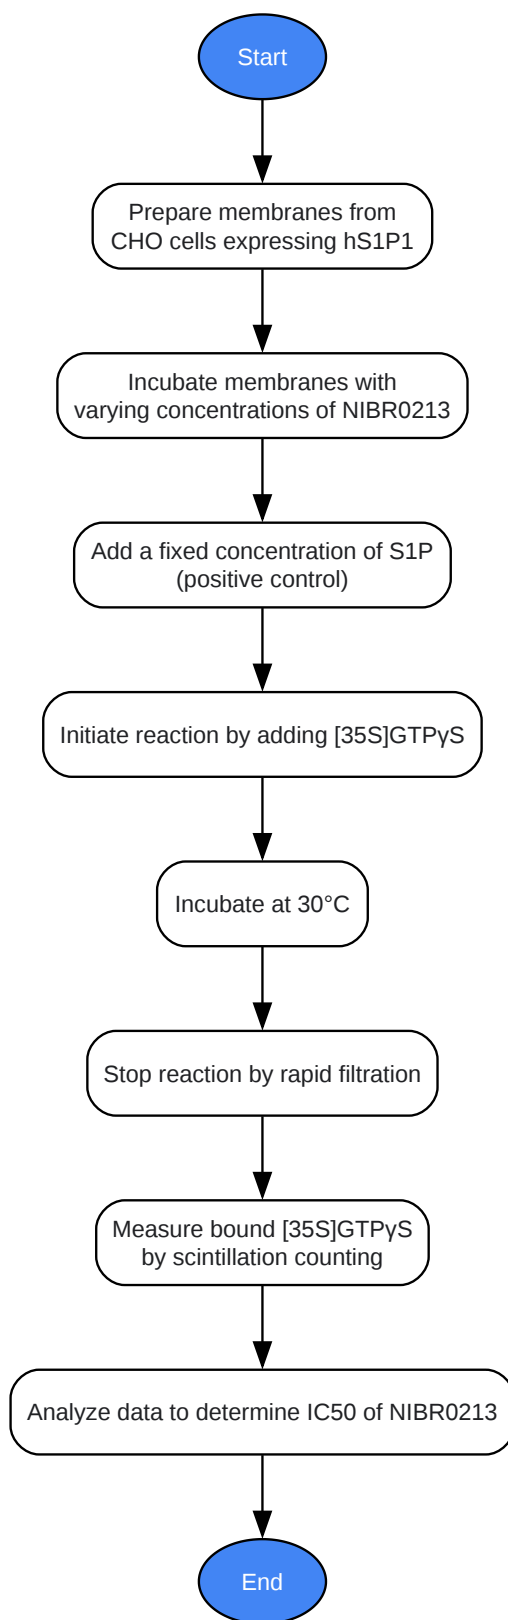 Start
Prepare membranes from
CHO cells expressing hS1P1
Incubate membranes with
varying concentrations of NIBR0213
Add a fixed concentration of S1P
(positive control)
Initiate reaction by adding [35S]GTPγS
Incubate at 30°C
Stop reaction by rapid filtration
Measure bound [35S]GTPγS
by scintillation counting
Analyze data to determine IC50 of NIBR0213
End